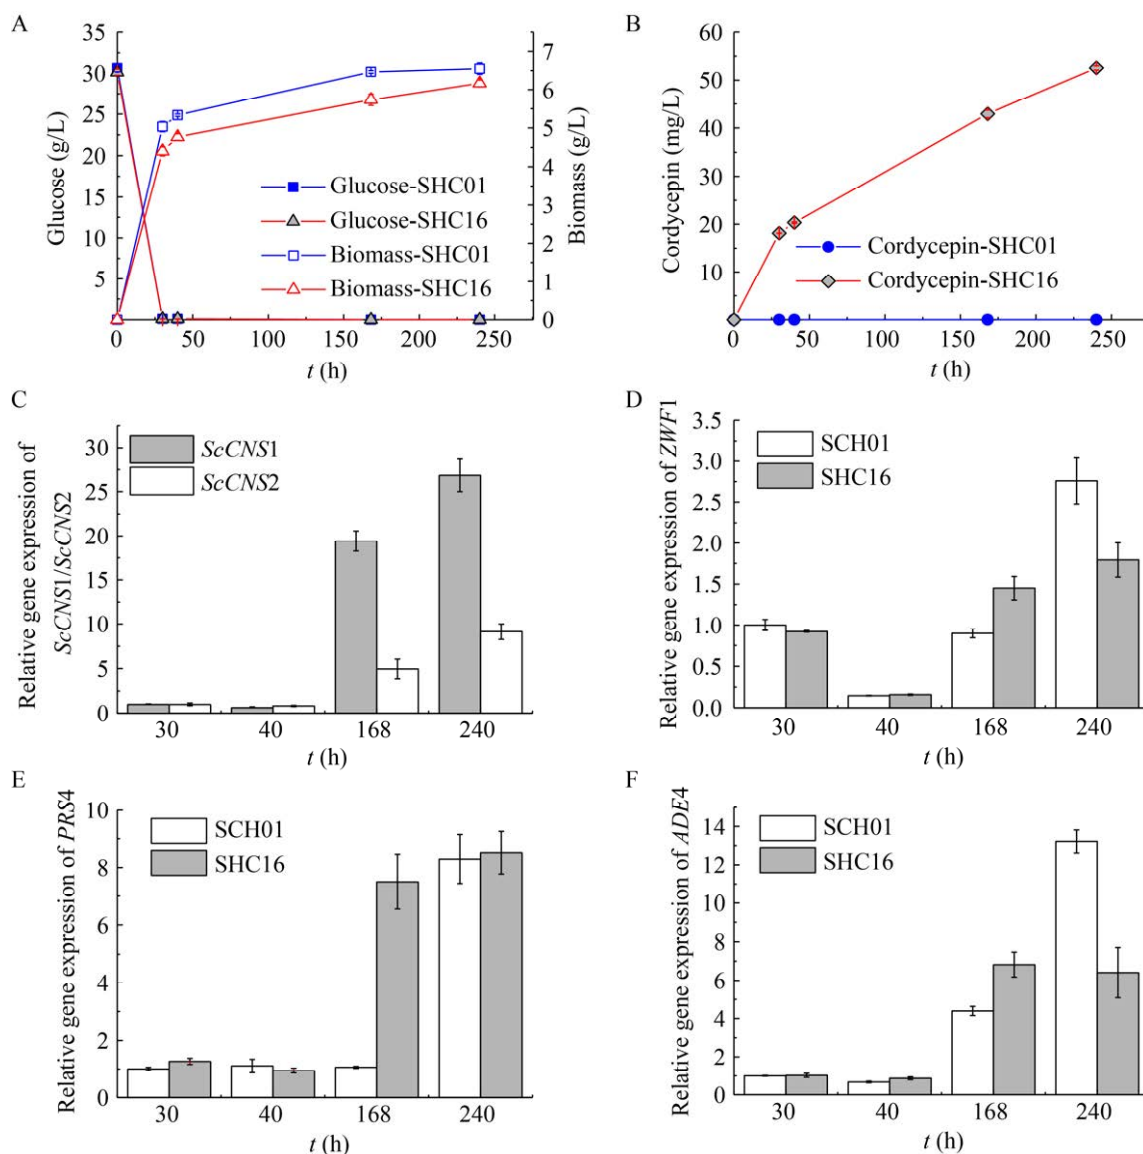 A
Glucose (g/L)
35
30
25
20
15
10
5
0
0 50 100 150 200 250
t (h)
7
6
5
4
3
2
1
0
Biomass (g/L)
Glucose-SHC01
Glucose-SHC16
Biomass-SHC01
Biomass-SHC16
B
Cordycepin (mg/L)
60
50
40
30
20
10
0
0 50 100 150 200 250
t (h)
Cordycepin-SHC01
Cordycepin-SHC16
C
Relative gene expression of
ScCNS1/ScCNS2
30
25
20
15
10
5
0
ScCNS1
ScCNS2
30 40 168 240
t (h)
D
Relative gene expression of ZWF1
3.5
3.0
2.5
2.0
1.5
1.0
0.5
0.0
SCH01
SHC16
30 40 168 240
t (h)
E
Relative gene expression of PRS4
10
8
6
4
2
0
SCH01
SHC16
30 40 168 240
t (h)
F
Relative gene expression of ADE4
14
12
10
8
6
4
2
0
SCH01
SHC16
30 40 168 240
t (h)